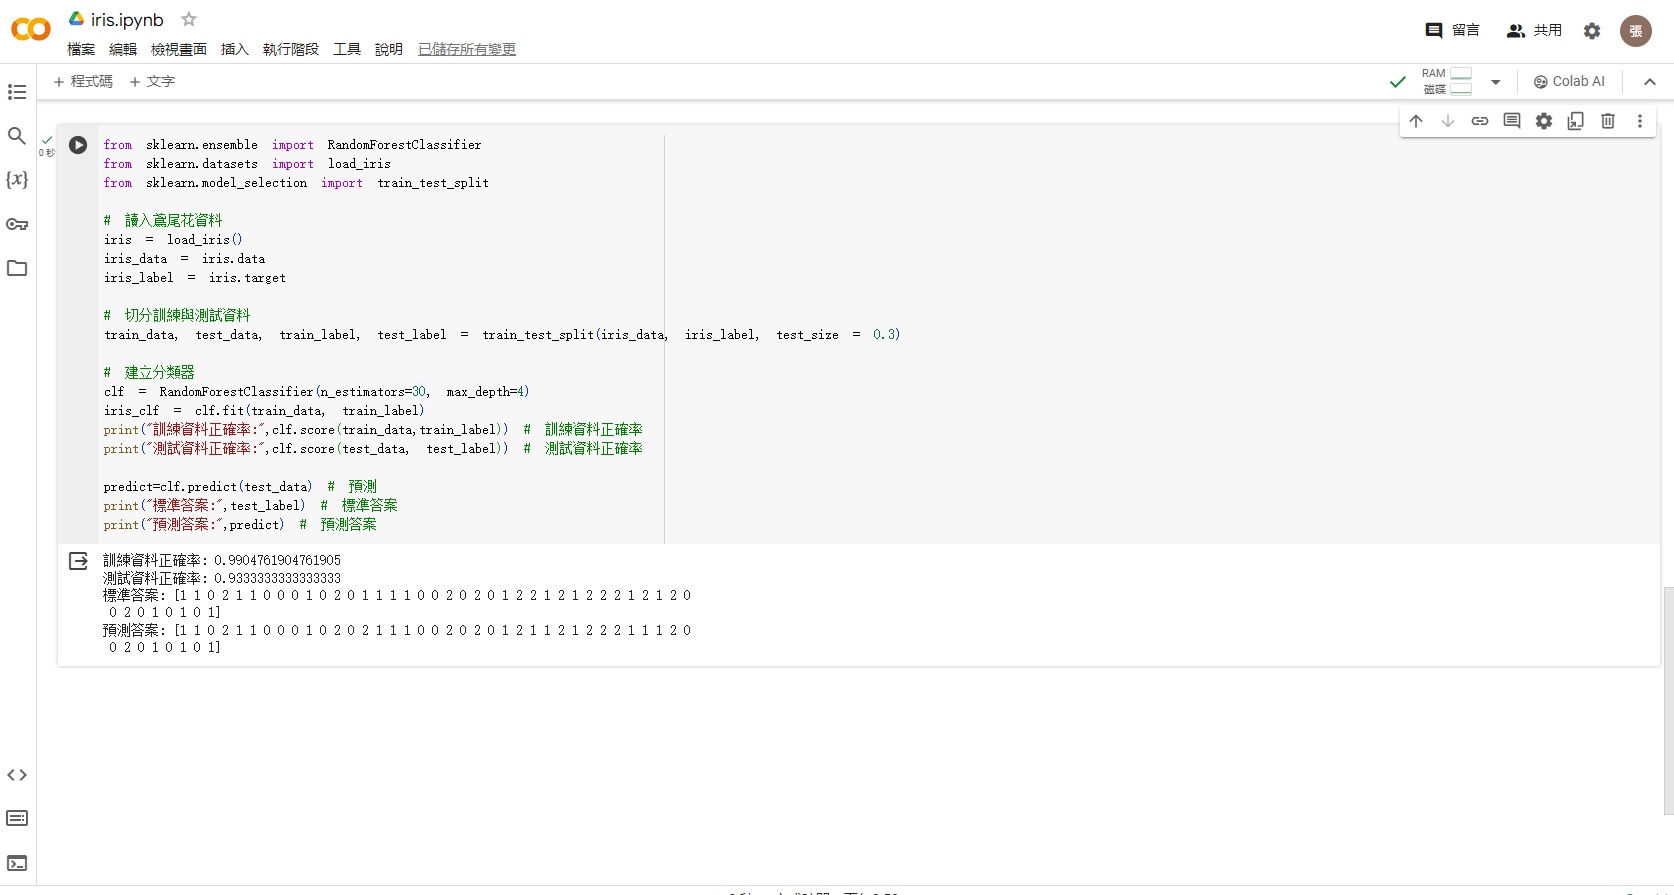 iris.ipynb
檔案 編輯 檢視畫面 插入 執行階段 工具 說明 已儲存所有變更
留言 共用 張
+ 程式碼 + 文字
RAM
磁碟
Colab AI
0 秒
from sklearn.ensemble import RandomForestClassifier
from sklearn.datasets import load_iris
from sklearn.model_selection import train_test_split
# 讀入鳶尾花資料
iris = load_iris()
iris_data = iris.data
iris_label = iris.target
# 切分訓練與測試資料
train_data, test_data, train_label, test_label = train_test_split(iris_data, iris_label, test_size = 0.3)
# 建立分類器
clf = RandomForestClassifier(n_estimators=30, max_depth=4)
iris_clf = clf.fit(train_data, train_label)
print("訓練資料正確率:",clf.score(train_data,train_label)) # 訓練資料正確率
print("測試資料正確率:",clf.score(test_data, test_label)) # 測試資料正確率
predict=clf.predict(test_data) # 預測
print("標準答案:",test_label) # 標準答案
print("預測答案:",predict) # 預測答案
訓練資料正確率: 0.9904761904761905
測試資料正確率: 0.9333333333333333
標準答案: [1 1 0 2 1 1 0 0 0 1 0 2 0 1 1 1 1 0 0 2 0 2 0 1 2 2 1 2 1 2 2 2 1 2 1 2 0
0 2 0 1 0 1 0 1]
預測答案: [1 1 0 2 1 1 0 0 0 1 0 2 0 2 1 1 1 0 0 2 0 2 0 1 2 1 1 2 1 2 2 2 1 1 1 2 0
0 2 0 1 0 1 0 1]